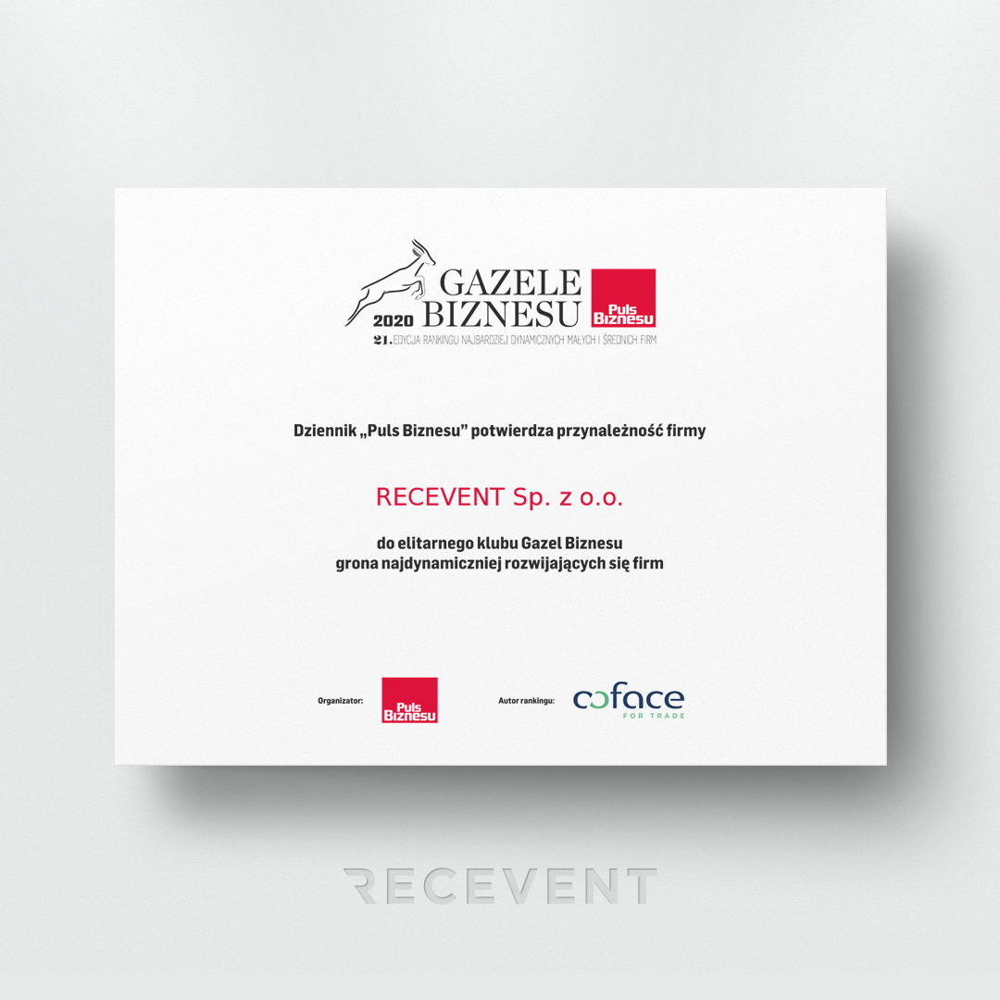 GAZELE
2020 BIZNESU
Puls
Biznesu
21. EDYCJA RANKINGU NAJBARDZIEJ DYNAMICZNYCH MAŁYCH I ŚREDNICH FIRM
Dziennik „Puls Biznesu” potwierdza przynależność firmy
RECEVENT Sp. z o.o.
do elitarnego klubu Gazel Biznesu
grona najdynamiczniej rozwijających się firm
Organizator:
Puls
Biznesu
Autor rankingu:
coface
FOR TRADE
RECEVENT